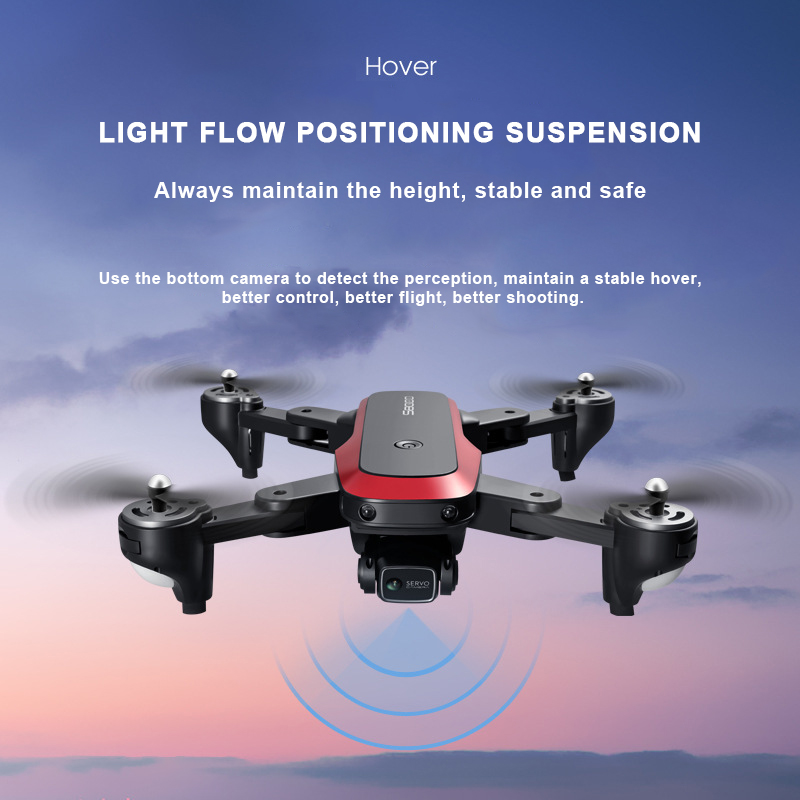 Hover
LIGHT FLOW POSITIONING SUSPENSION
Always maintain the height, stable and safe
Use the bottom camera to detect the perception, maintain a stable hover,
better control, better flight, better shooting.
SERVO